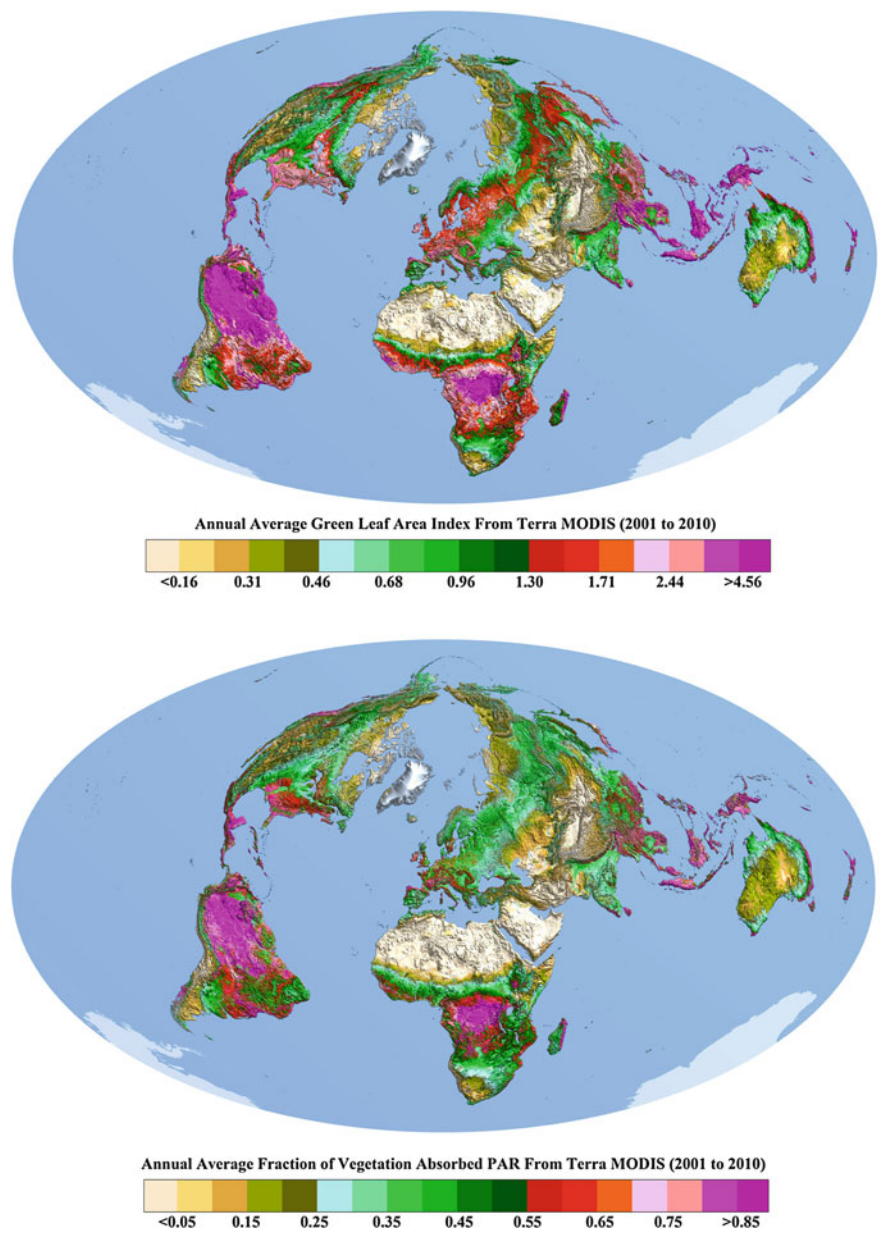 Annual Average Green Leaf Area Index From Terra MODIS (2001 to 2010)
<0.16 0.31 0.46 0.68 0.96 1.30 1.71 2.44 >4.56
Annual Average Fraction of Vegetation Absorbed PAR From Terra MODIS (2001 to 2010)
<0.05 0.15 0.25 0.35 0.45 0.55 0.65 0.75 >0.85